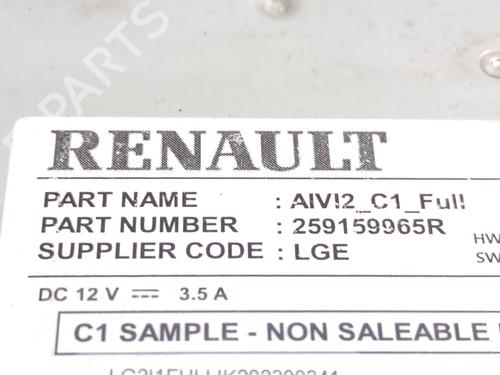 PARTS
RENAULT
PART NAME : AIVI2_C1_Full
PART NUMBER : 259159965R
SUPPLIER CODE : LGE
HW
SW
DC 12 V ⎓ 3.5 A
C1 SAMPLE - NON SALEABLE